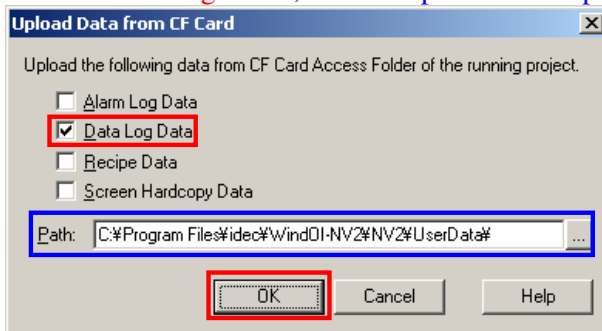 Upload Data from CF Card
Upload the following data from CF Card Access Folder of the running project.
Alarm Log Data
Data Log Data
Recipe Data
Screen Hardcopy Data
Path: C:¥Program Files¥idec¥WindOI-NV2¥NV2¥UserData¥ ...
OK Cancel Help